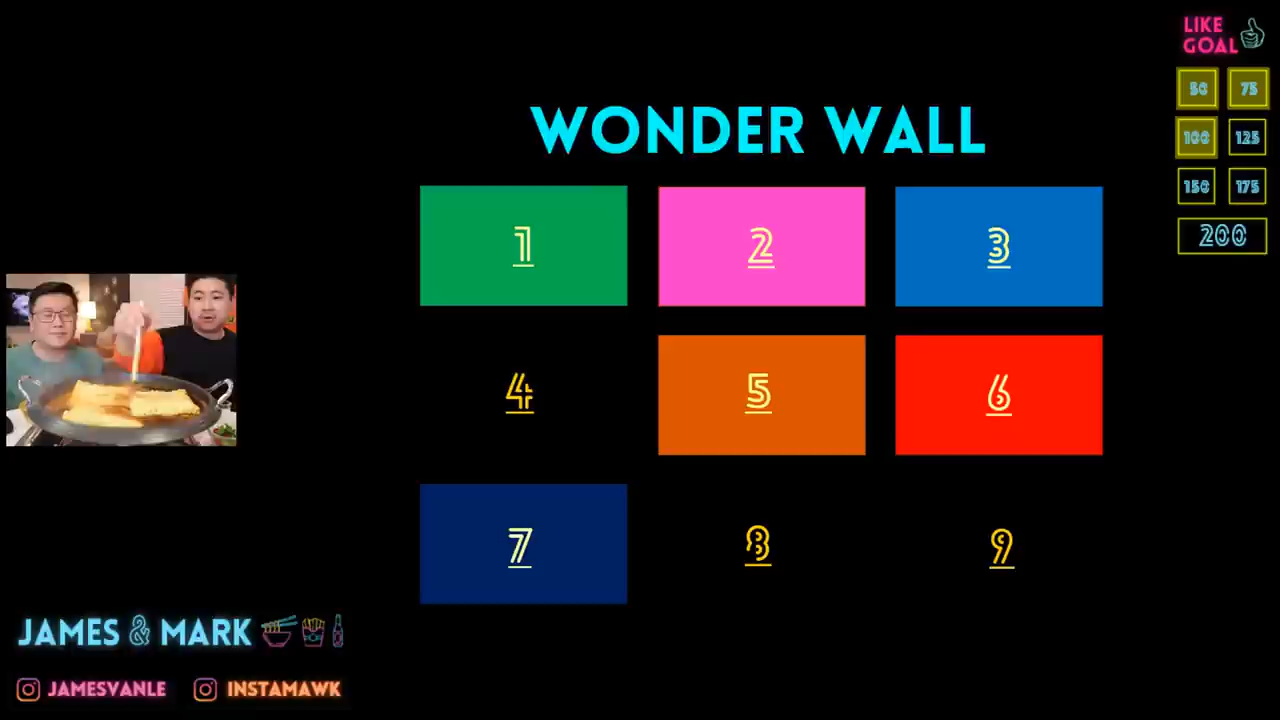 LIKE
GOAL
50 75
100 125
150 175
200
WONDER WALL
1 2 3
4 5 6
7 8 9
JAMES & MARK
JAMESVANLE INSTAMAWK